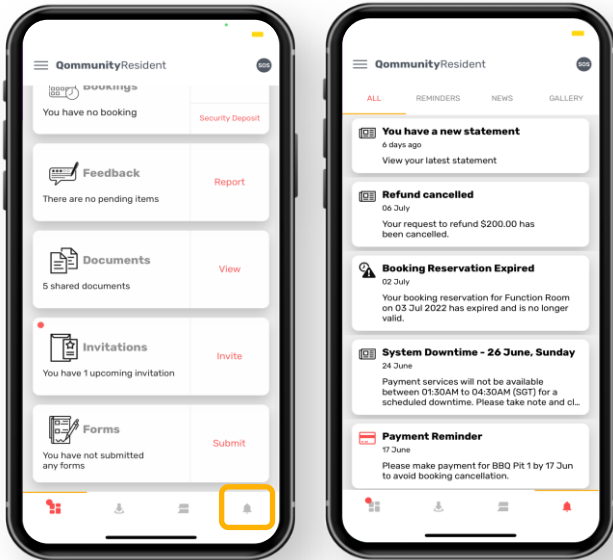 QommunityResident
SOS
Bookings
You have no booking
Security Deposit
Feedback
There are no pending items
Report
Documents
5 shared documents
View
Invitations
You have 1 upcoming invitation
Invite
Forms
You have not submitted
any forms
Submit
QommunityResident
SOS
ALL REMINDERS NEWS GALLERY
You have a new statement
6 days ago
View your latest statement
Refund cancelled
06 July
Your request to refund $200.00 has
been cancelled.
Booking Reservation Expired
02 July
Your booking reservation for Function Room
on 03 Jul 2022 has expired and is no longer
valid.
System Downtime - 26 June, Sunday
24 June
Payment services will not be available
between 01:30AM to 04:30AM (SGT) for a
scheduled downtime. Please take note and cl...
Payment Reminder
17 June
Please make payment for BBQ Pit 1 by 17 Jun
to avoid booking cancellation.